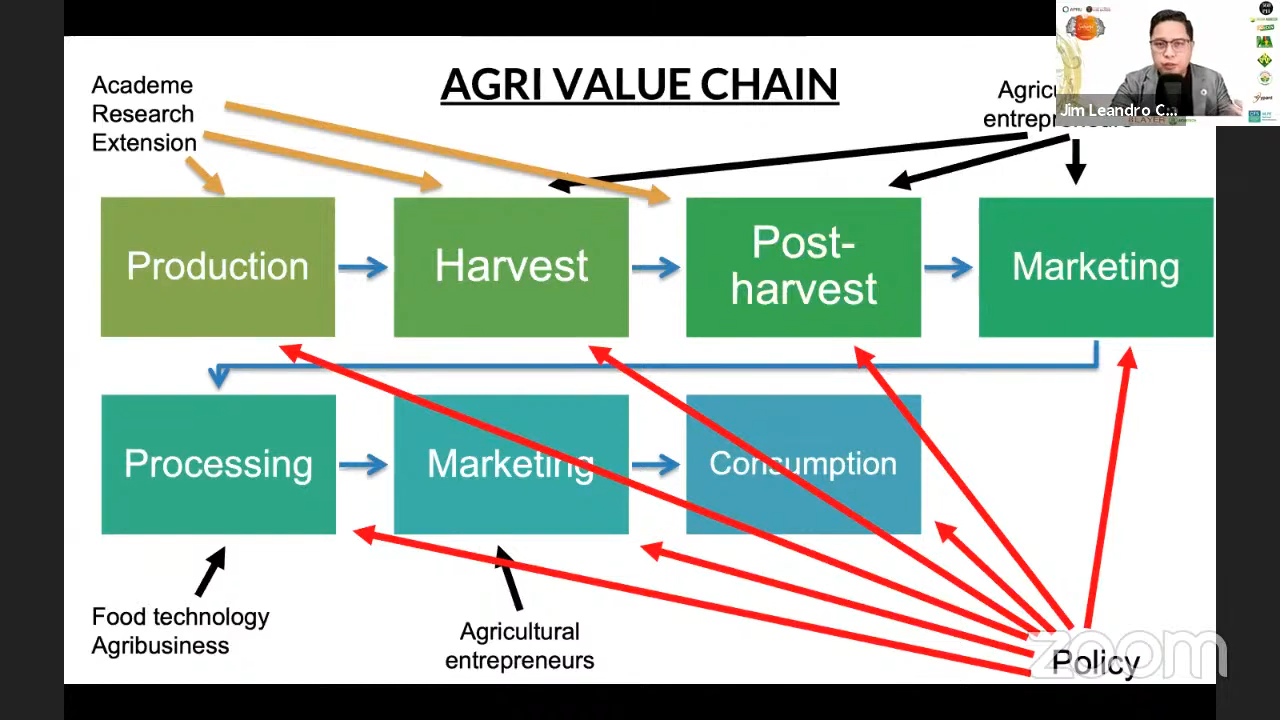 AGRI VALUE CHAIN
Academe
Research
Extension
Jim Leandro C...
Production
Harvest
Post-
harvest
Marketing
Processing
Marketing
Consumption
Food technology
Agribusiness
Agricultural
entrepreneurs
Policy
zoom